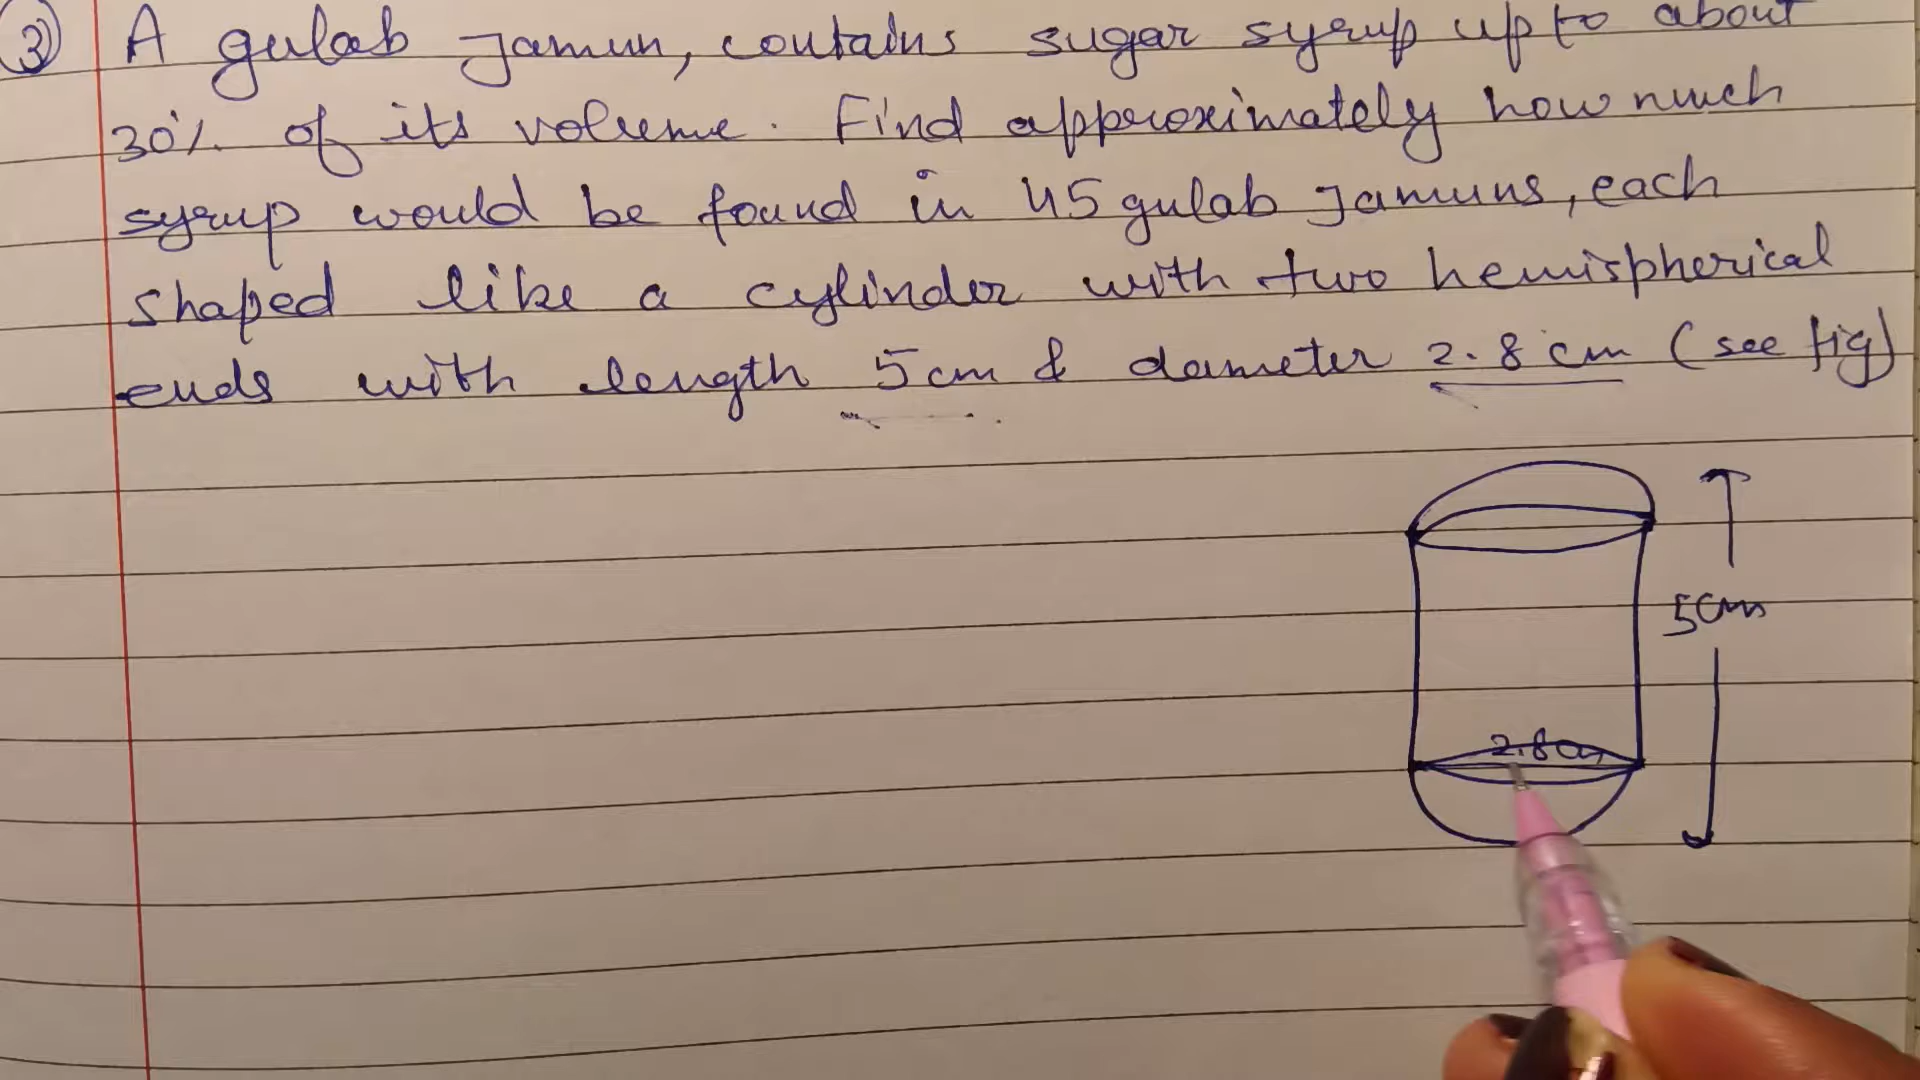 3 A gulab jamun, contains sugar syrup up to about
30% of its volume. Find approximately how much
syrup would be found in 45 gulab jamuns, each
shaped like a cylinder with two hemispherical
ends with length 5cm & dameter 2.8 cm (see fig)
5cm
2.8cm